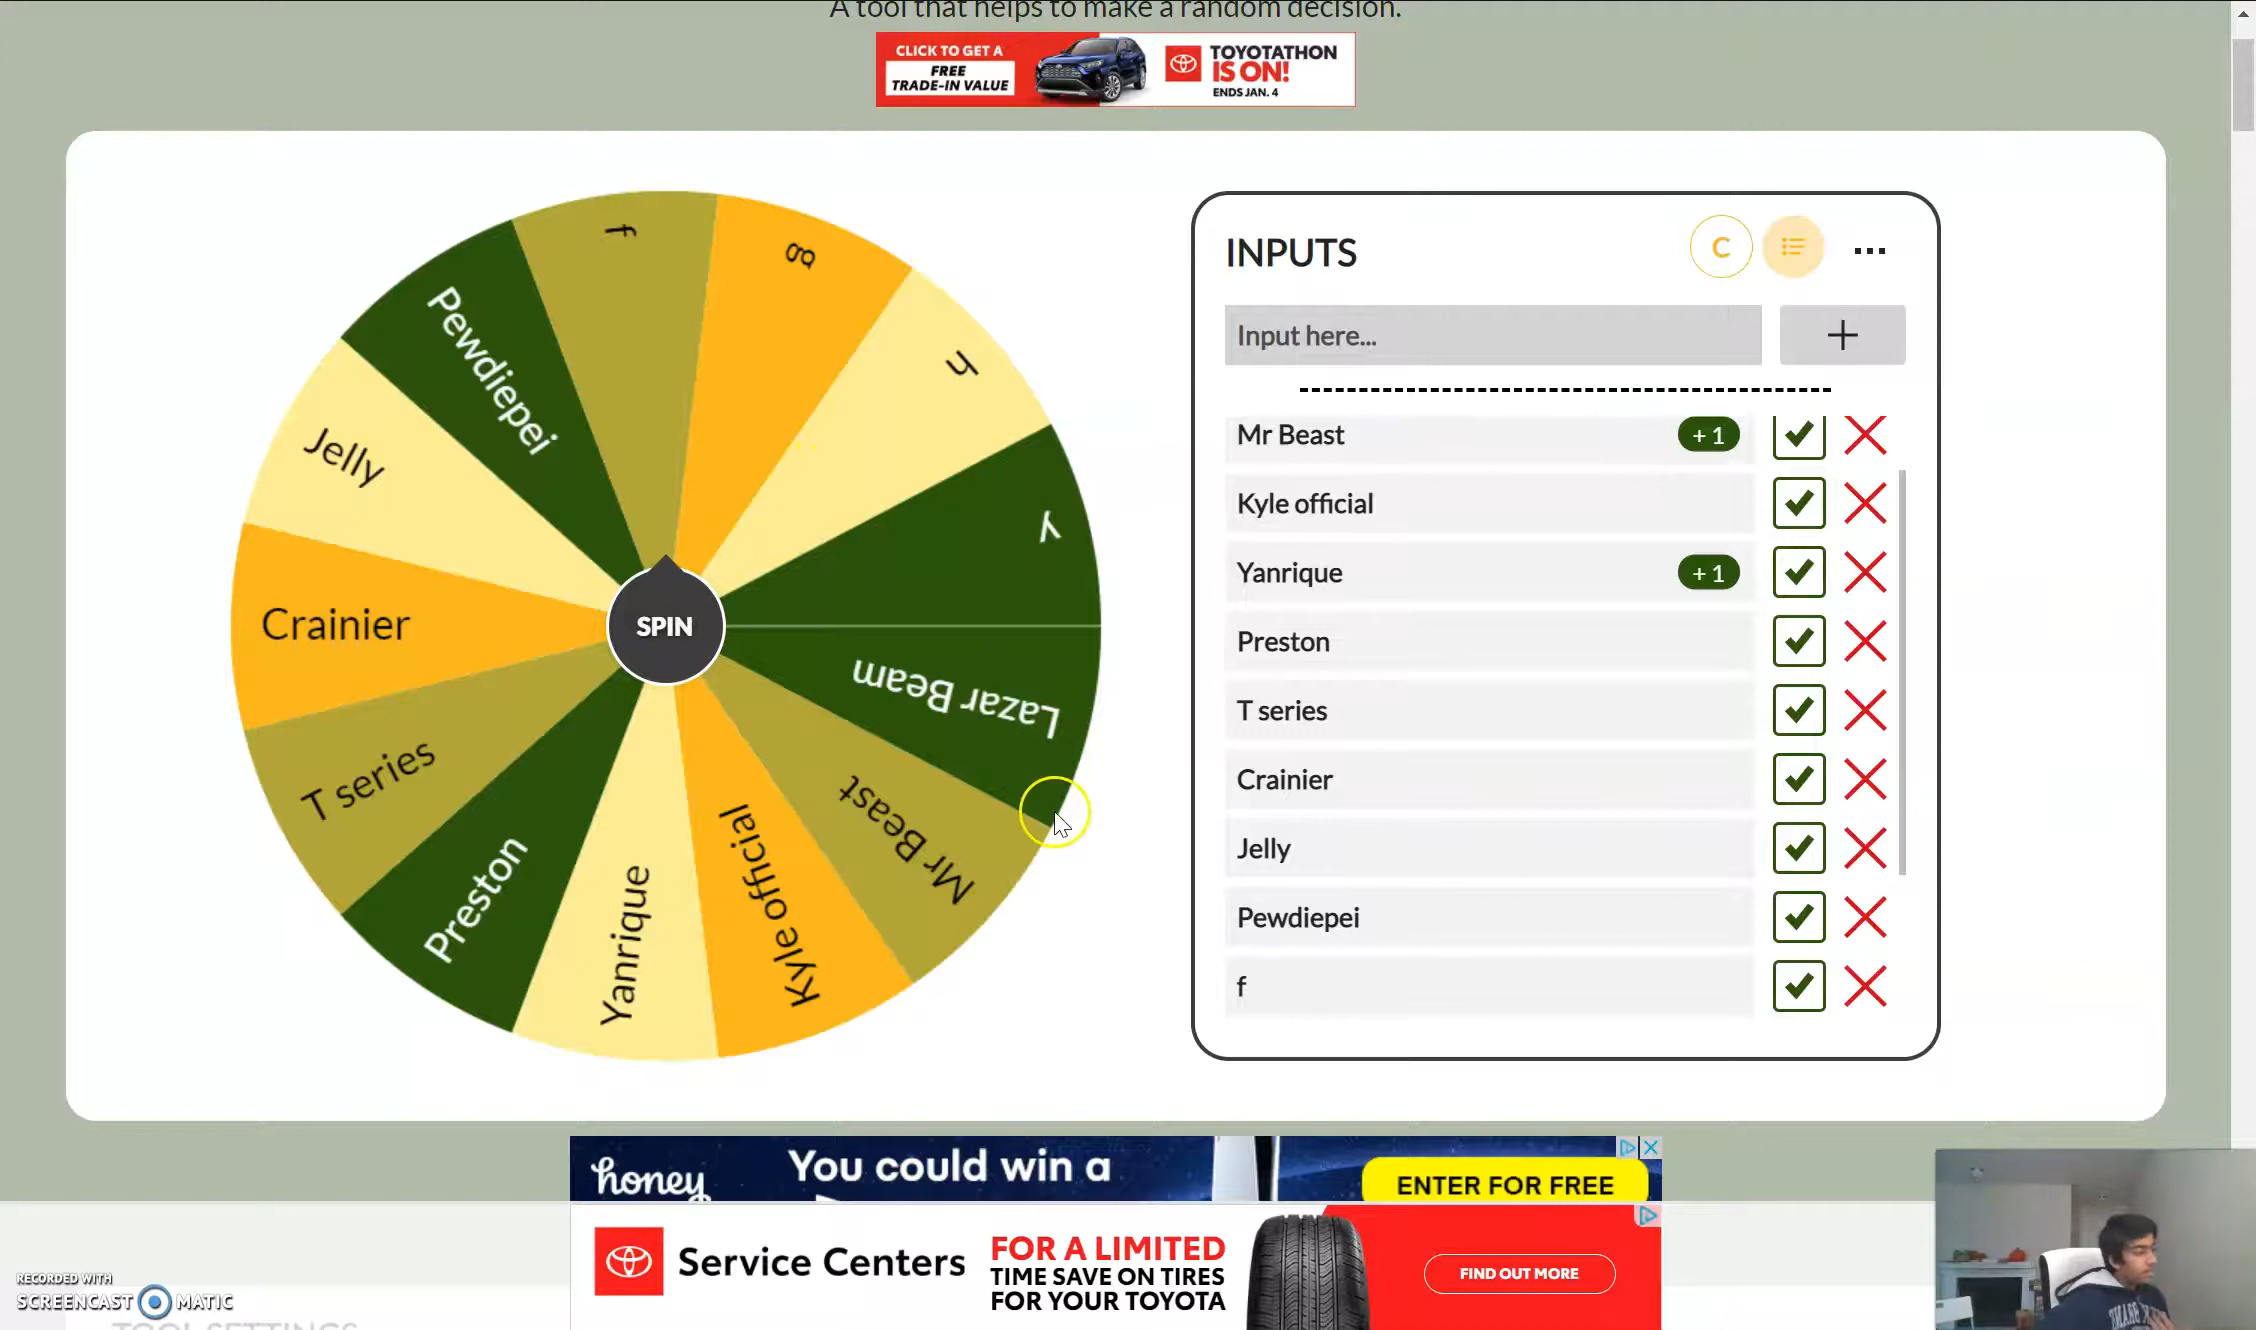 A tool that helps to make a random decision.
CLICK TO GET A
FREE
TRADE-IN VALUE
TOYOTATHON
IS ON!
ENDS JAN. 4
f
g
h
y
Lazar Beam
Mr Beast
Kyle official
Yanrique
Preston
T series
Crainier
Jelly
Pewdiepei
SPIN
INPUTS
C
...
Input here...
+
Mr Beast +1
Kyle official
Yanrique +1
Preston
T series
Crainier
Jelly
Pewdiepei
f
honey
You could win a
ENTER FOR FREE
Service Centers
FOR A LIMITED
TIME SAVE ON TIRES
FOR YOUR TOYOTA
FIND OUT MORE
RECORDED WITH
SCREENCAST MATIC
TOOL SETTINGS